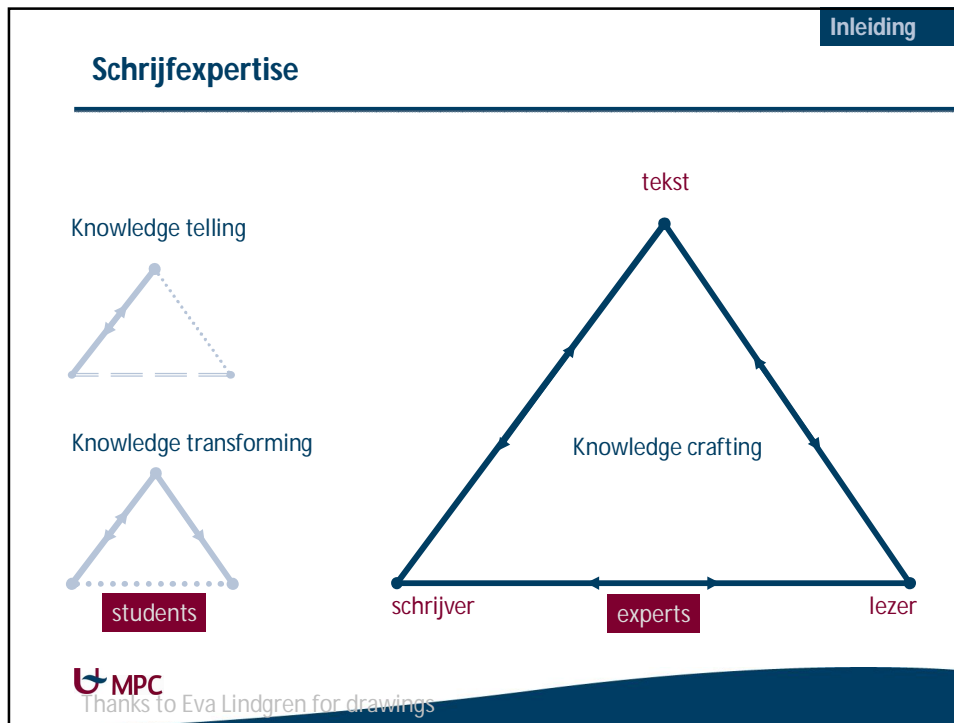 Inleiding
Schrijfexpertise
tekst
Knowledge telling
Knowledge transforming
Knowledge crafting
schrijver
lezer
students
experts
MPC
Thanks to Eva Lindgren for drawings